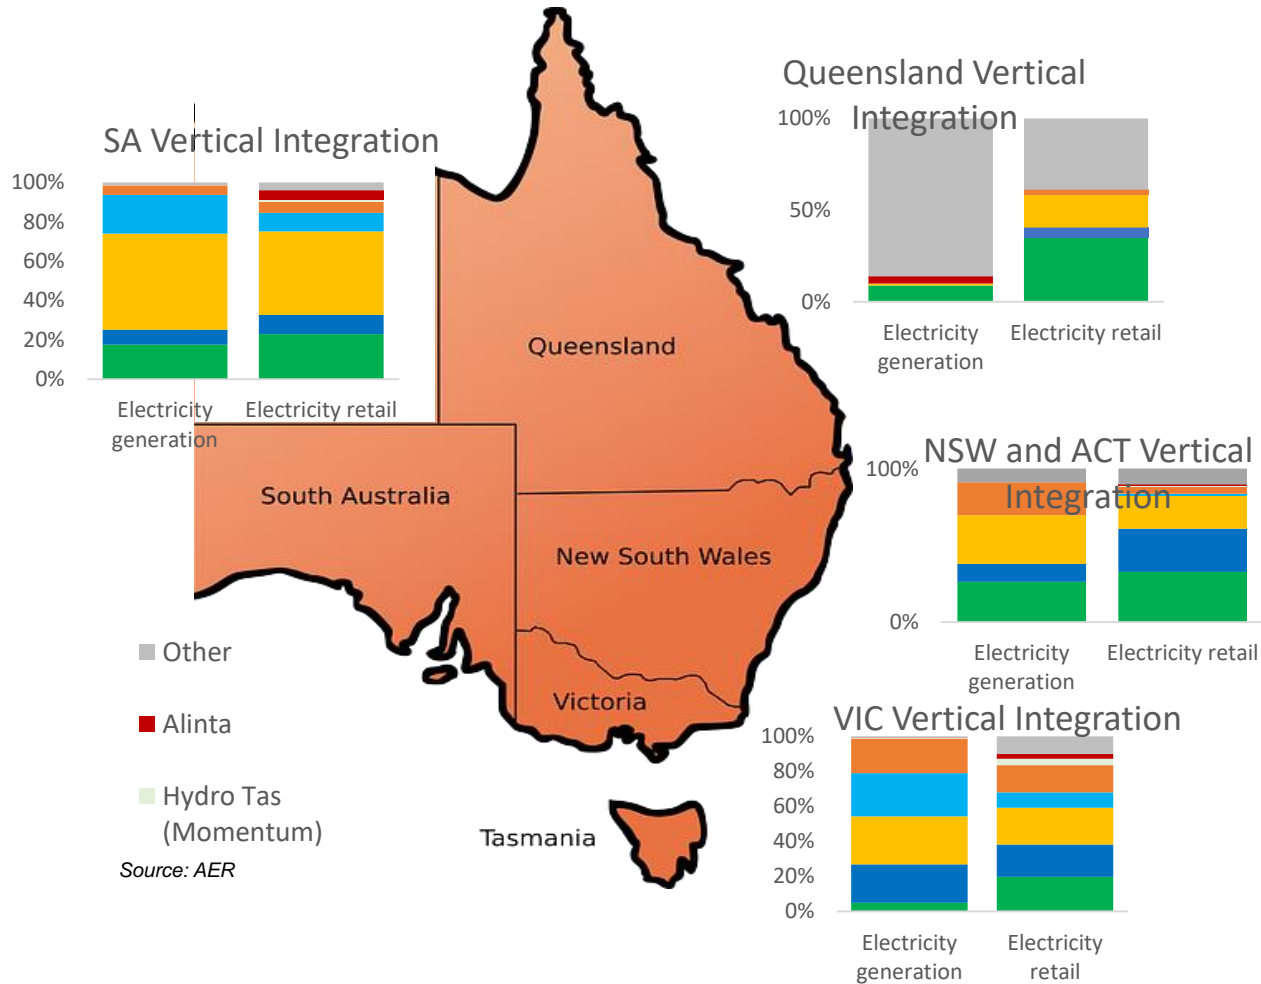 Queensland Vertical
Integration
100%
50%
0%
Electricity
generation
Electricity retail
SA Vertical Integration
100%
80%
60%
40%
20%
0%
Electricity
generation
Electricity retail
Queensland
South Australia
New South Wales
Victoria
Tasmania
NSW and ACT Vertical
Integration
100%
0%
Electricity
generation
Electricity retail
Other
Alinta
Hydro Tas
(Momentum)
Source: AER
VIC Vertical Integration
100%
80%
60%
40%
20%
0%
Electricity
generation
Electricity
retail